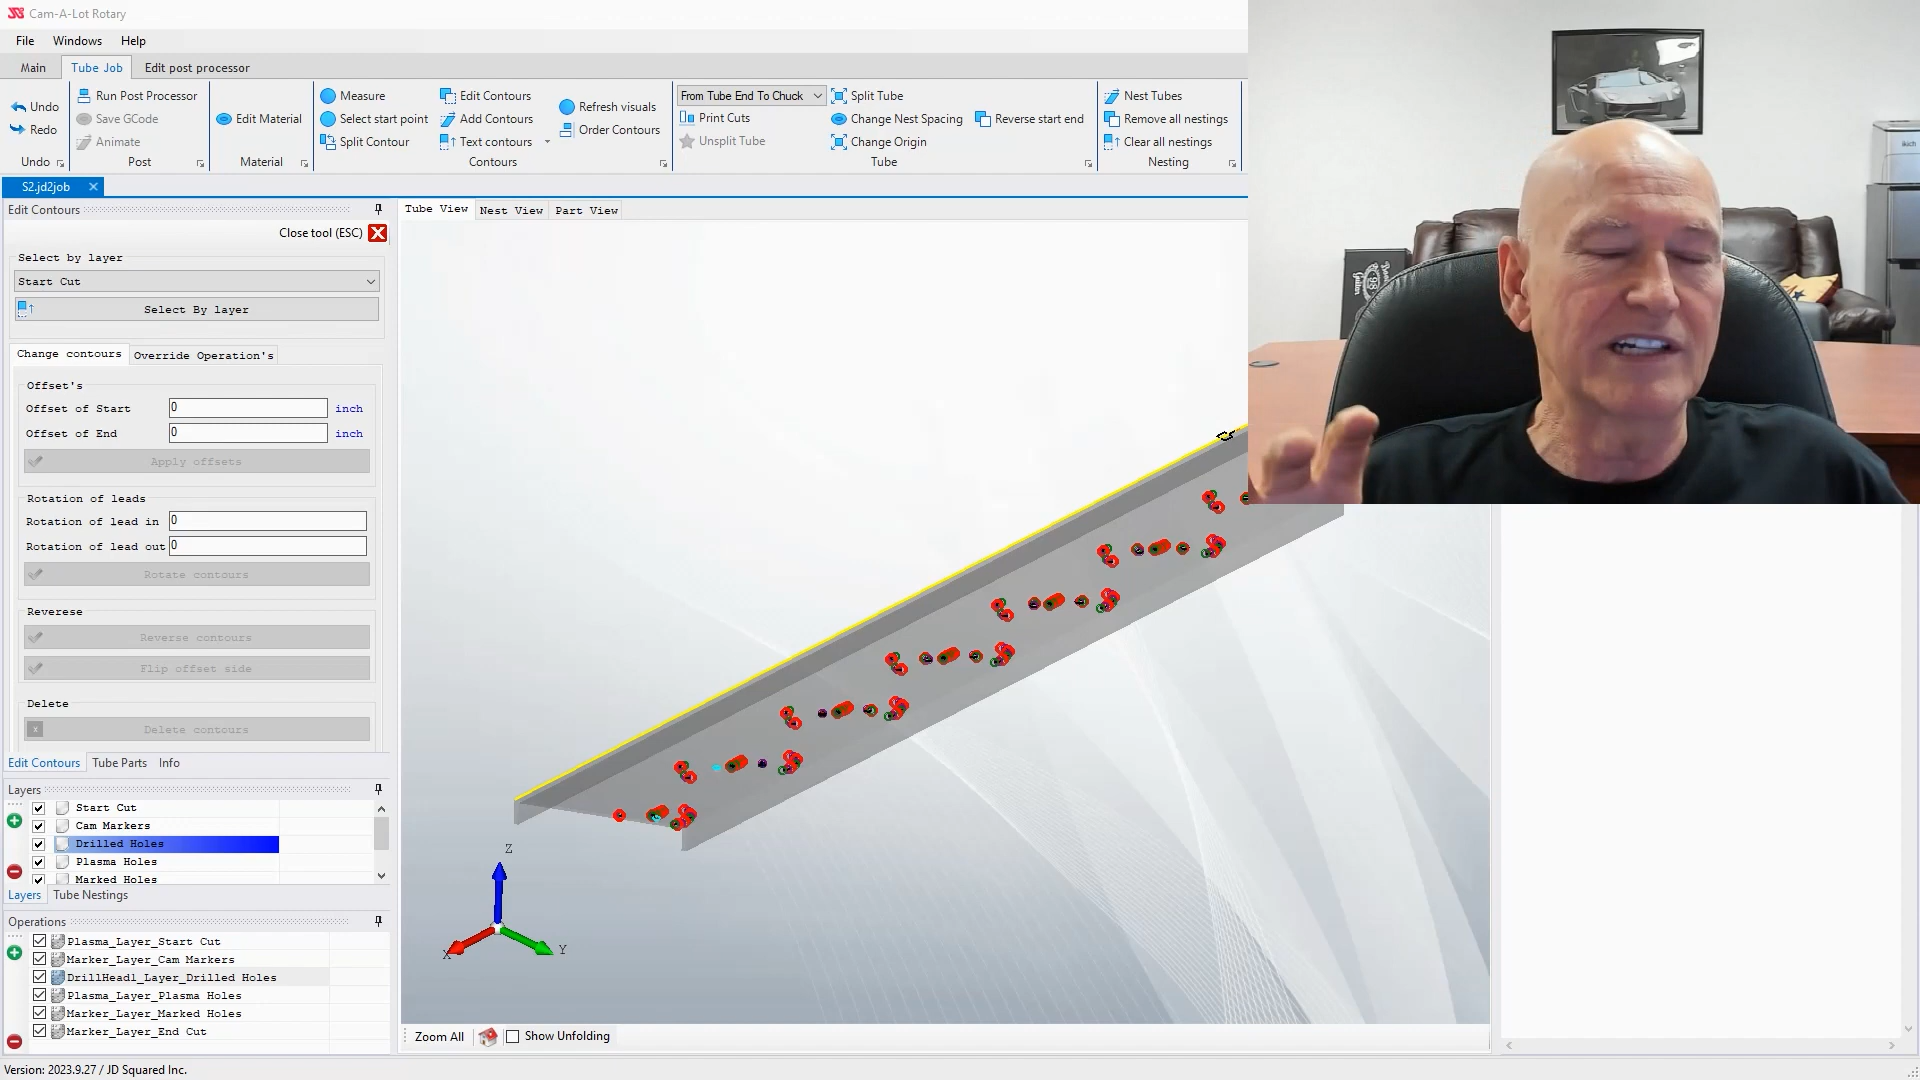 Cam-A-Lot Rotary
File Windows Help
Main Tube Job Edit post processor
Undo
Redo
Undo
Run Post Processor
Save GCode
Animate
Post
Edit Material
Material
Measure
Select start point
Split Contour
Edit Contours
Add Contours
Text contours
Refresh visuals
Order Contours
Contours
From Tube End To Chuck
Print Cuts
Unsplit Tube
Split Tube
Change Nest Spacing
Change Origin
Reverse start end
Tube
Nest Tubes
Remove all nestings
Clear all nestings
Nesting
S2.jd2job
Edit Contours
Close tool (ESC)
Select by layer
Start Cut
Select By layer
Change contours Override Operation's
Offset's
Offset of Start 0 inch
Offset of End 0 inch
Apply offsets
Rotation of leads
Rotation of lead in 0
Rotation of lead out 0
Rotate contours
Reverese
Reverse contours
Flip offset side
Delete
Delete contours
Edit Contours Tube Parts Info
Layers
Start Cut
Cam Markers
Drilled Holes
Plasma Holes
Marked Holes
Layers Tube Nestings
Operations
Plasma_Layer_Start Cut
Marker_Layer_Cam Markers
DrillHead1_Layer_Drilled Holes
Plasma_Layer_Plasma Holes
Marker_Layer_Marked Holes
Marker_Layer_End Cut
Tube View Nest View Part View
Z
X
Y
Zoom All Show Unfolding
Version: 2023.9.27 / JD Squared Inc.